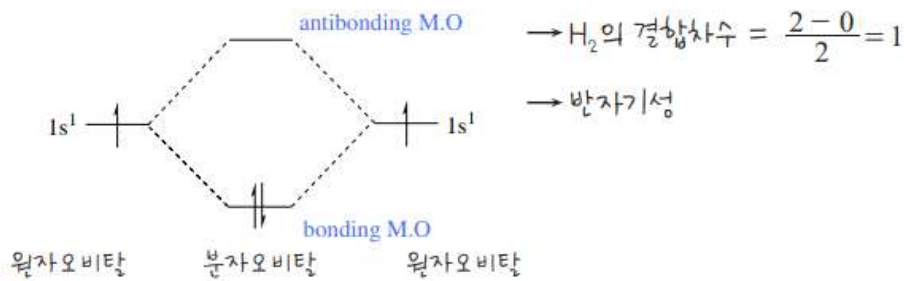 antibonding M.O
→ H₂의 결합차수 = (2 − 0)/2 = 1
→ 반자기성
1s¹
1s¹
bonding M.O
원자오비탈 분자오비탈 원자오비탈